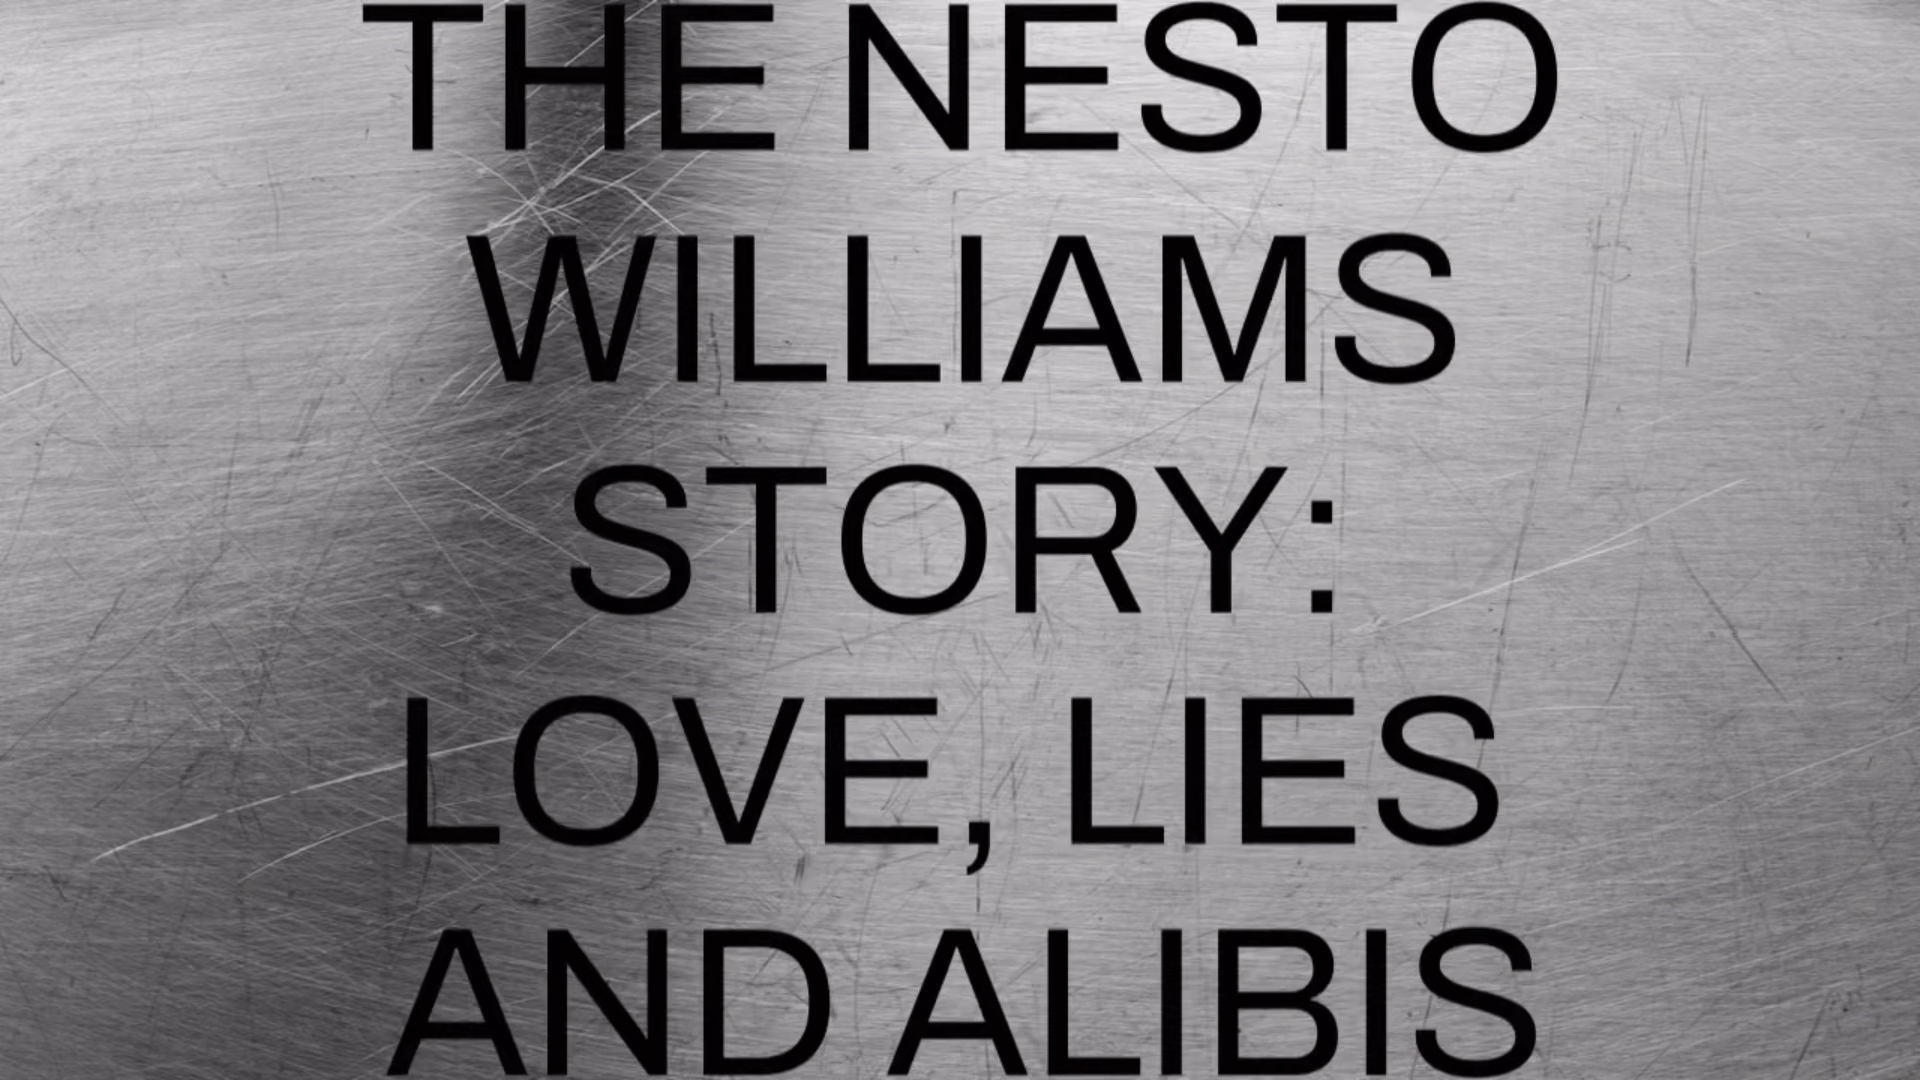 THE NESTO
WILLIAMS
STORY:
LOVE, LIES
AND ALIBIS